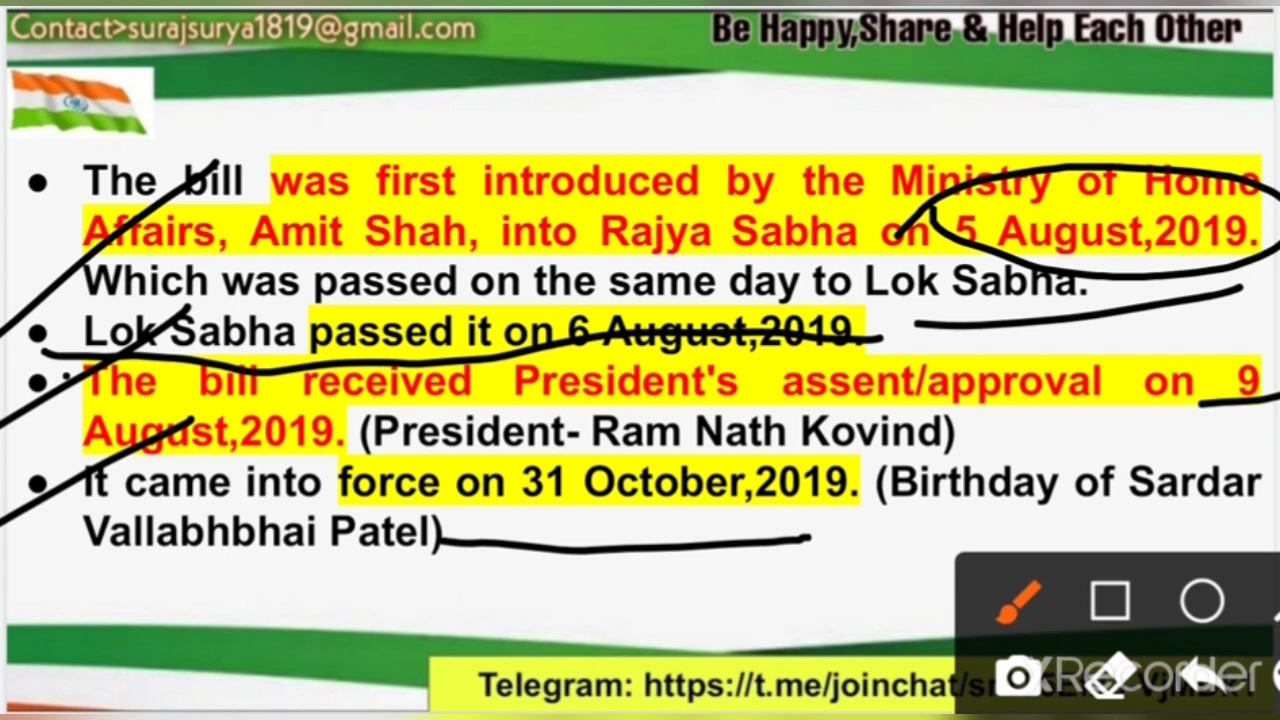 Contact>surajsurya1819@gmail.com
Be Happy,Share & Help Each Other
● The bill was first introduced by the Ministry of Home
Affairs, Amit Shah, into Rajya Sabha on 5 August,2019.
Which was passed on the same day to Lok Sabha.
● Lok Sabha passed it on 6 August,2019.
● The bill received President's assent/approval on 9
August,2019. (President- Ram Nath Kovind)
● It came into force on 31 October,2019. (Birthday of Sardar
Vallabhbhai Patel)
Telegram: https://t.me/joinchat/
XRecorder